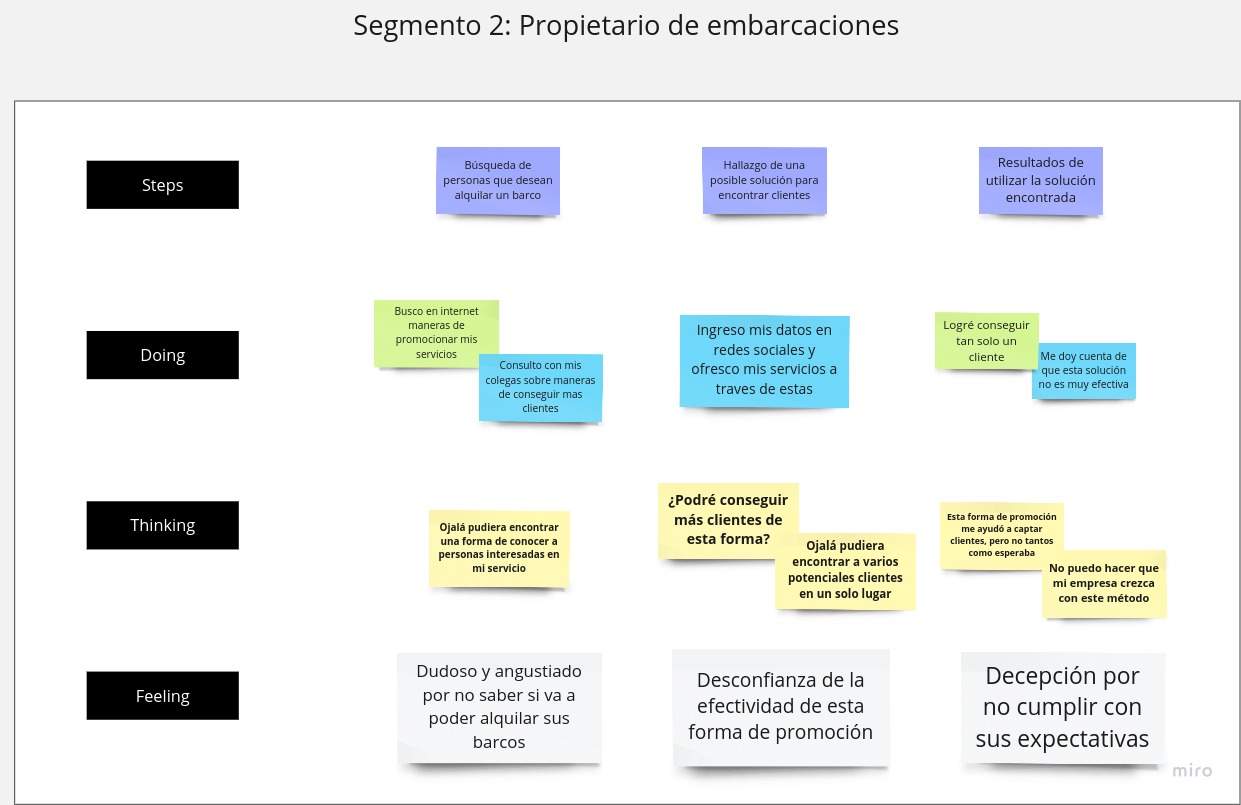 Segmento 2: Propietario de embarcaciones
Steps
Búsqueda de
personas que desean
alquilar un barco
Hallazgo de una
posible solución para
encontrar clientes
Resultados de
utilizar la solución
encontrada
Doing
Busco en internet
maneras de
promocionar mis
servicios
Consulto con mis
colegas sobre maneras
de conseguir mas
clientes
Ingreso mis datos en
redes sociales y
ofresco mis servicios a
traves de estas
Logré conseguir
tan solo un
cliente
Me doy cuenta de
que esta solución
no es muy efectiva
Thinking
Ojalá pudiera encontrar
una forma de conocer a
personas interesadas en
mi servicio
¿Podré conseguir
más clientes de
esta forma?
Ojalá pudiera
encontrar a varios
potenciales clientes
en un solo lugar
Esta forma de promoción
me ayudó a captar
clientes, pero no tantos
como esperaba
No puedo hacer que
mi empresa crezca
con este método
Feeling
Dudoso y angustiado
por no saber si va a
poder alquilar sus
barcos
Desconfianza de la
efectividad de esta
forma de promoción
Decepción por
no cumplir con
sus expectativas
miro